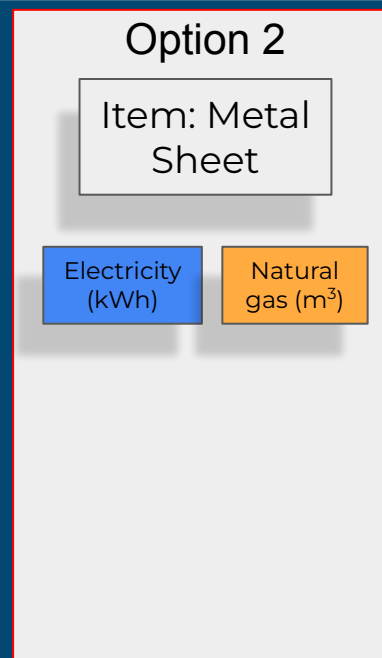 Option 2
Item: Metal
Sheet
Electricity
(kWh)
Natural
gas (m³)